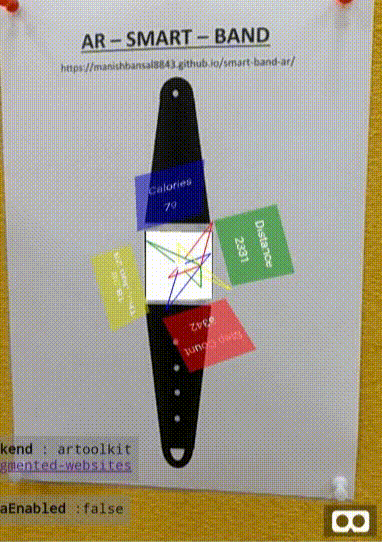 AR – SMART – BAND
https://manishbansal8843.github.io/smart-band-ar/
Calories
79
Distance
2331
Step Count
kend : artoolkit
gmented-websites
aEnabled :false